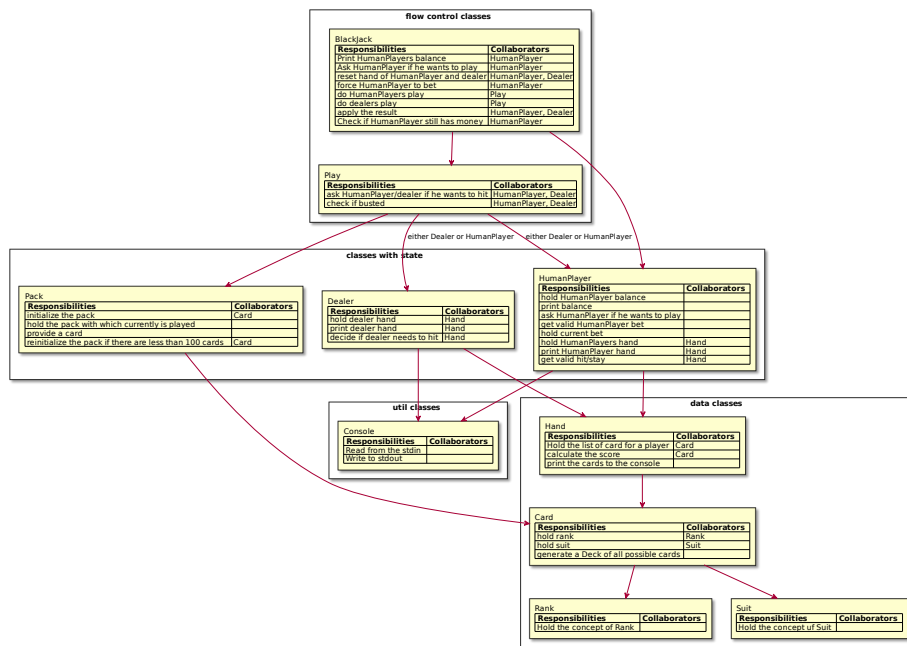 flow control classes
BlackJack
Responsibilities Collaborators
Print HumanPlayers balance HumanPlayer
Ask HumanPlayer if he wants to play HumanPlayer
reset hand of HumanPlayer and dealer HumanPlayer, Dealer
force HumanPlayer to bet HumanPlayer
do HumanPlayers play Play
do dealers play Play
apply the result HumanPlayer, Dealer
Check if HumanPlayer still has money HumanPlayer
Play
Responsibilities Collaborators
ask HumanPlayer/dealer if he wants to hit HumanPlayer, Dealer
check if busted HumanPlayer, Dealer
either Dealer or HumanPlayer
either Dealer or HumanPlayer
classes with state
Pack
Responsibilities Collaborators
initialize the pack Card
hold the pack with which currently is played
provide a card
reinitialize the pack if there are less than 100 cards Card
Dealer
Responsibilities Collaborators
hold dealer hand Hand
print dealer hand Hand
decide if dealer needs to hit Hand
HumanPlayer
Responsibilities Collaborators
hold HumanPlayer balance
print balance
ask HumanPlayer if he wants to play
get valid HumanPlayer bet
hold current bet
hold HumanPlayers hand Hand
print HumanPlayer hand Hand
get valid hit/stay Hand
util classes
Console
Responsibilities Collaborators
Read from the stdin
Write to stdout
data classes
Hand
Responsibilities Collaborators
Hold the list of card for a player Card
calculate the score Card
print the cards to the console
Card
Responsibilities Collaborators
hold rank Rank
hold suit Suit
generate a Deck of all possible cards
Rank
Responsibilities Collaborators
Hold the concept of Rank
Suit
Responsibilities Collaborators
Hold the concept uf Suit